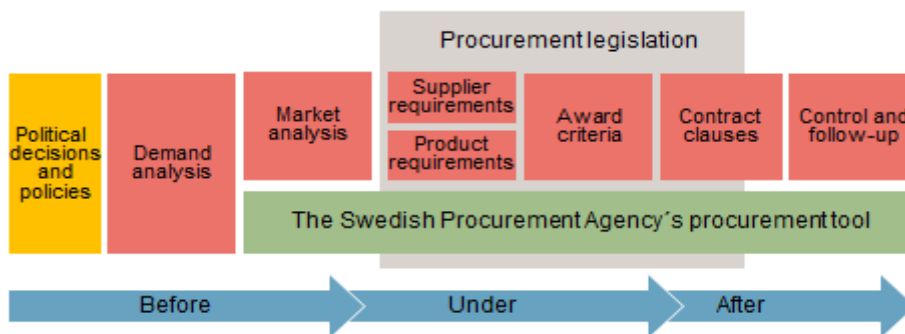 Procurement legislation
Political
decisions
and
policies
Demand
analysis
Market
analysis
Supplier
requirements
Product
requirements
Award
criteria
Contract
clauses
Control and
follow-up
The Swedish Procurement Agency´s procurement tool
Before
Under
After